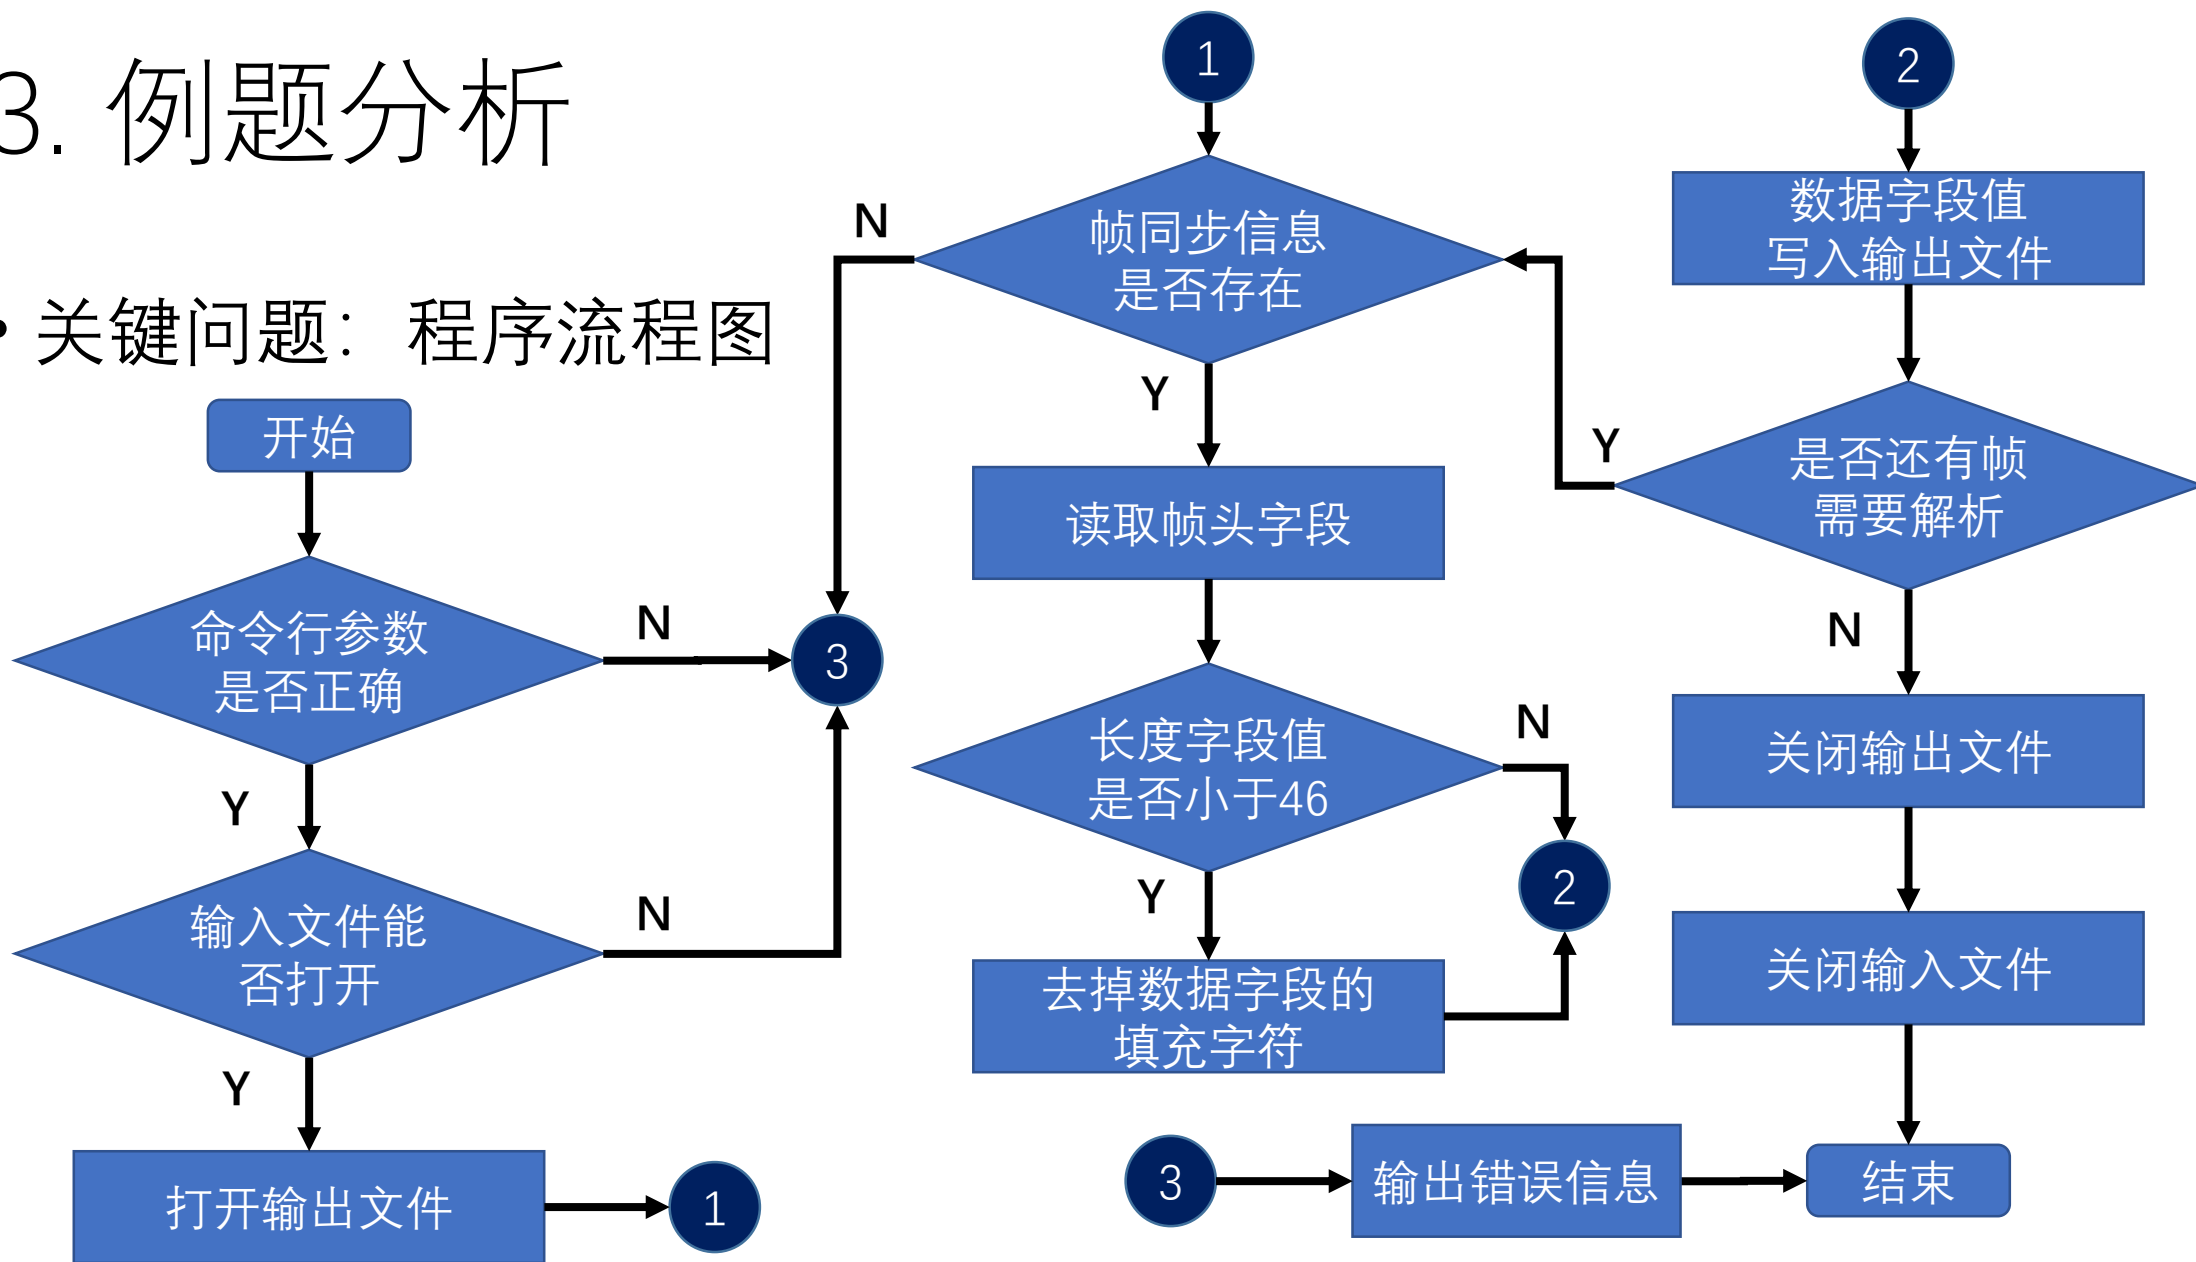 3. 例题分析
• 关键问题：程序流程图
开始
命令行参数
是否正确
N
Y
输入文件能
否打开
N
Y
打开输出文件
1
3
1
帧同步信息
是否存在
N
Y
读取帧头字段
长度字段值
是否小于46
N
Y
2
去掉数据字段的
填充字符
2
数据字段值
写入输出文件
是否还有帧
需要解析
Y
N
关闭输出文件
关闭输入文件
3
输出错误信息
结束